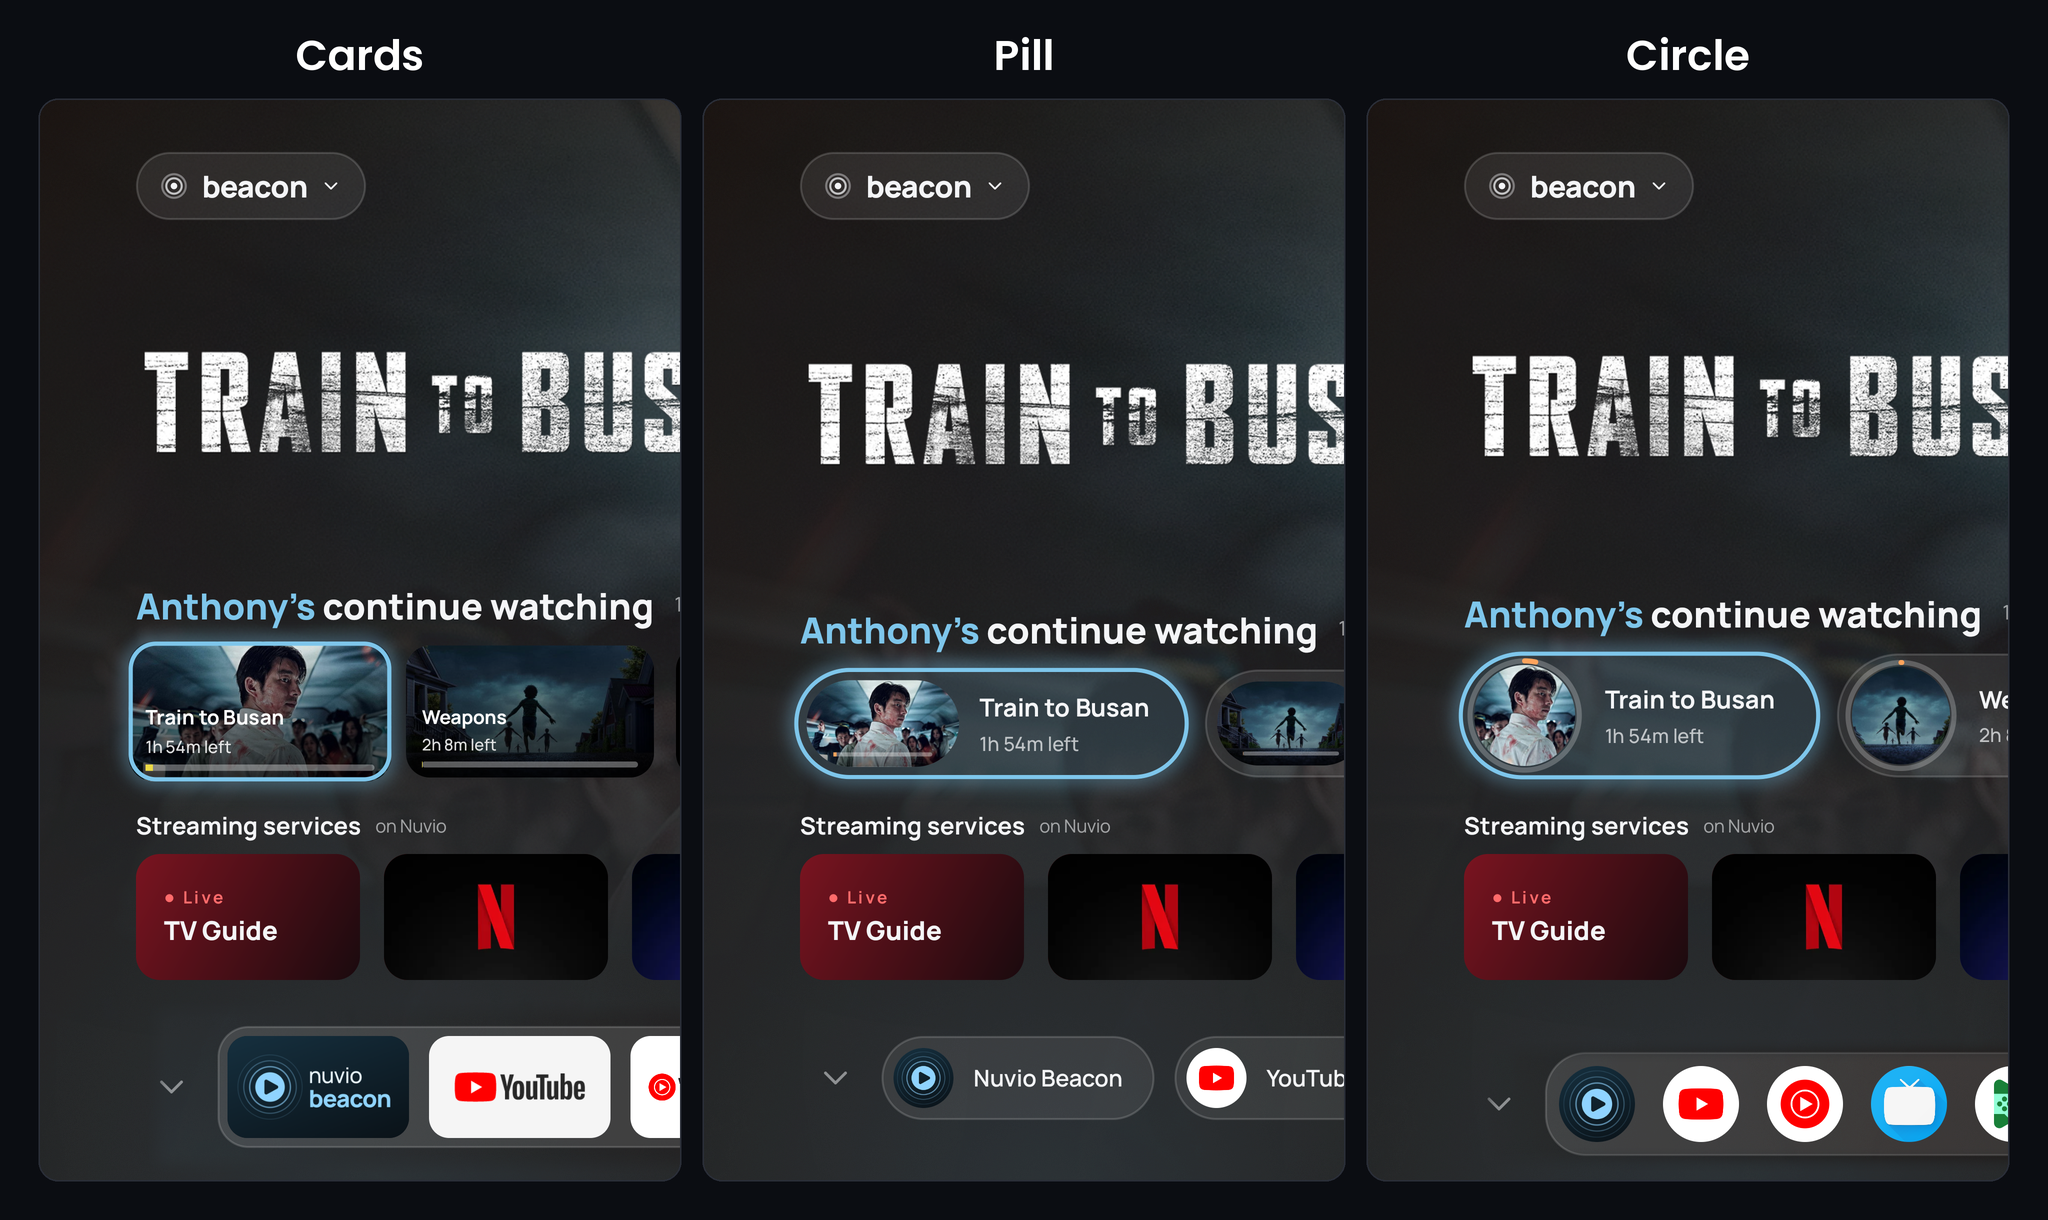 Cards
beacon
TRAIN TO BUS
Anthony's continue watching
Train to Busan
1h 54m left
Weapons
2h 8m left
Streaming services on Nuvio
Live
TV Guide
N
nuvio
beacon
YouTube
Pill
beacon
TRAIN TO BUS
Anthony's continue watching
Train to Busan
1h 54m left
Streaming services on Nuvio
Live
TV Guide
N
Nuvio Beacon
YouTub
Circle
beacon
TRAIN TO BUS
Anthony's continue watching
Train to Busan
1h 54m left
We
2h
Streaming services on Nuvio
Live
TV Guide
N